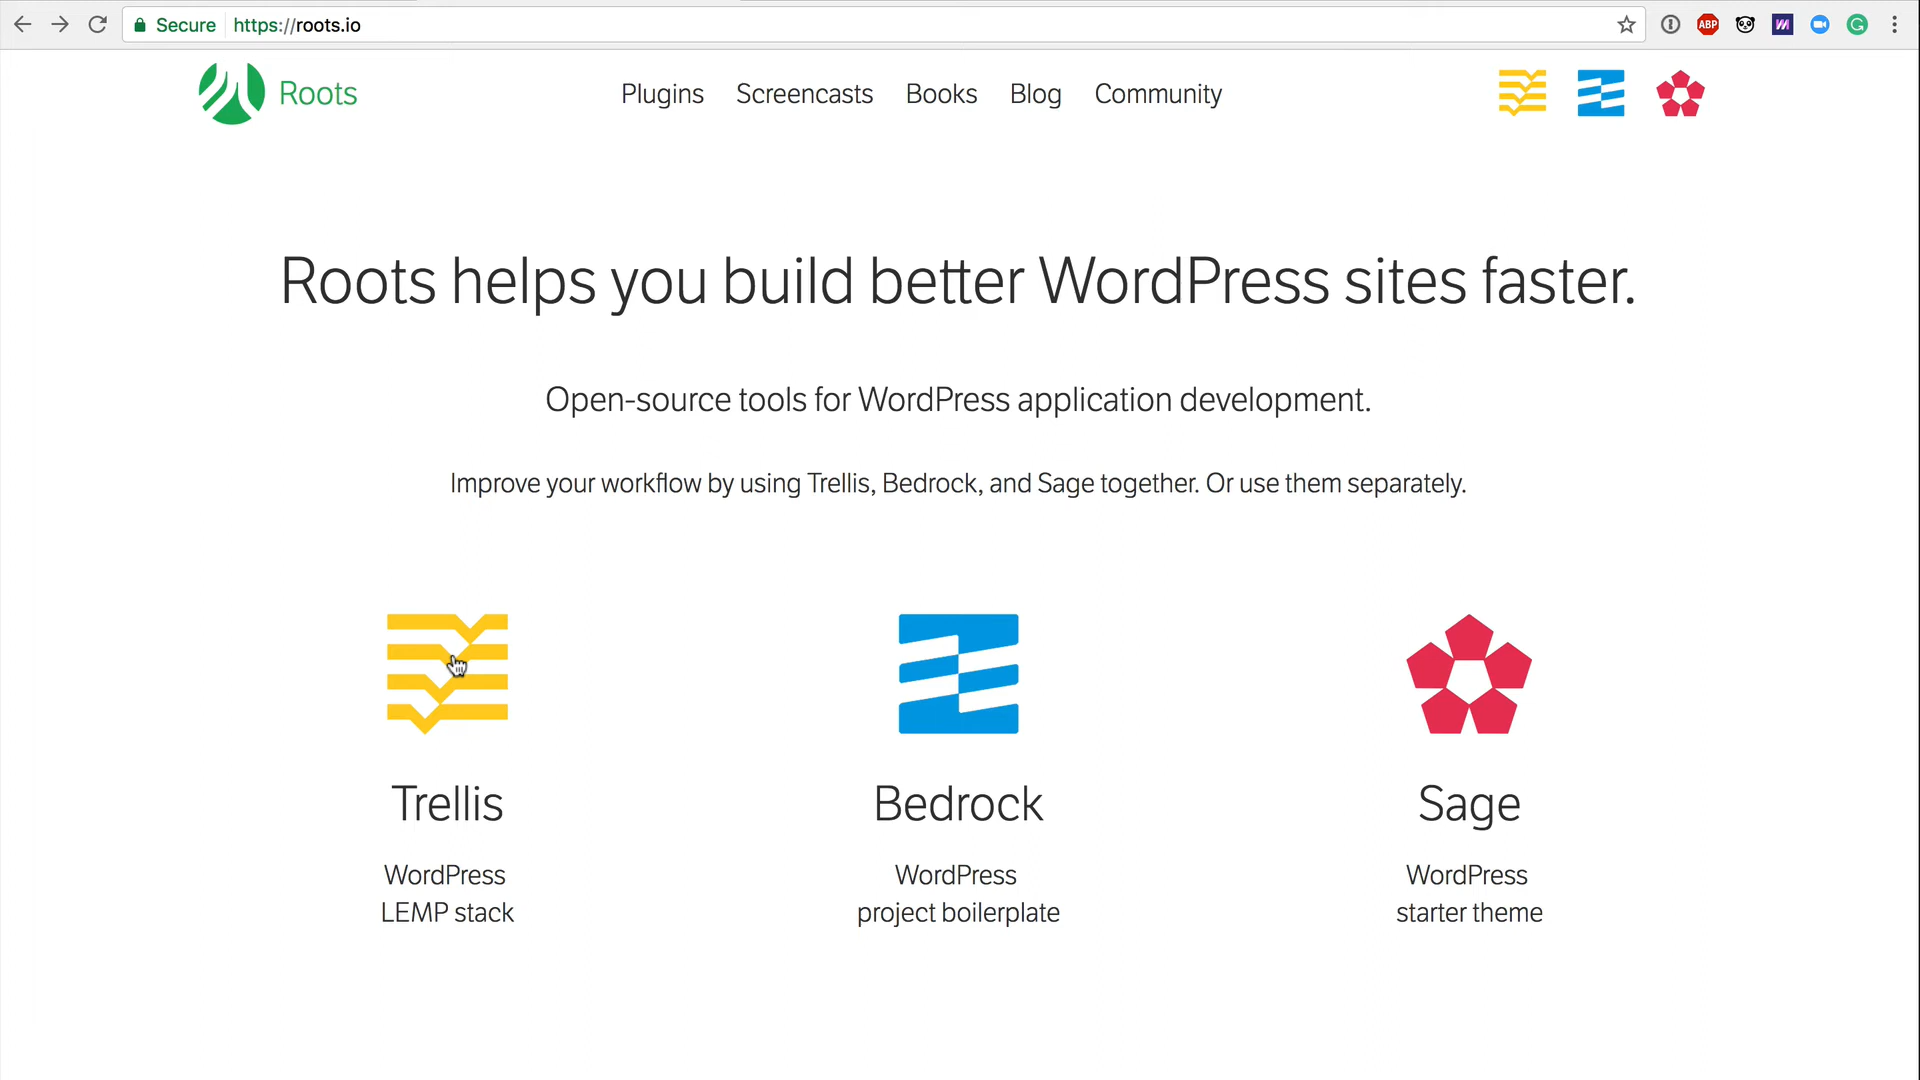 Secure https://roots.io
ABP
Roots
Plugins Screencasts Books Blog Community
Roots helps you build better WordPress sites faster.
Open-source tools for WordPress application development.
Improve your workflow by using Trellis, Bedrock, and Sage together. Or use them separately.
Trellis
Bedrock
Sage
WordPress
LEMP stack
WordPress
project boilerplate
WordPress
starter theme